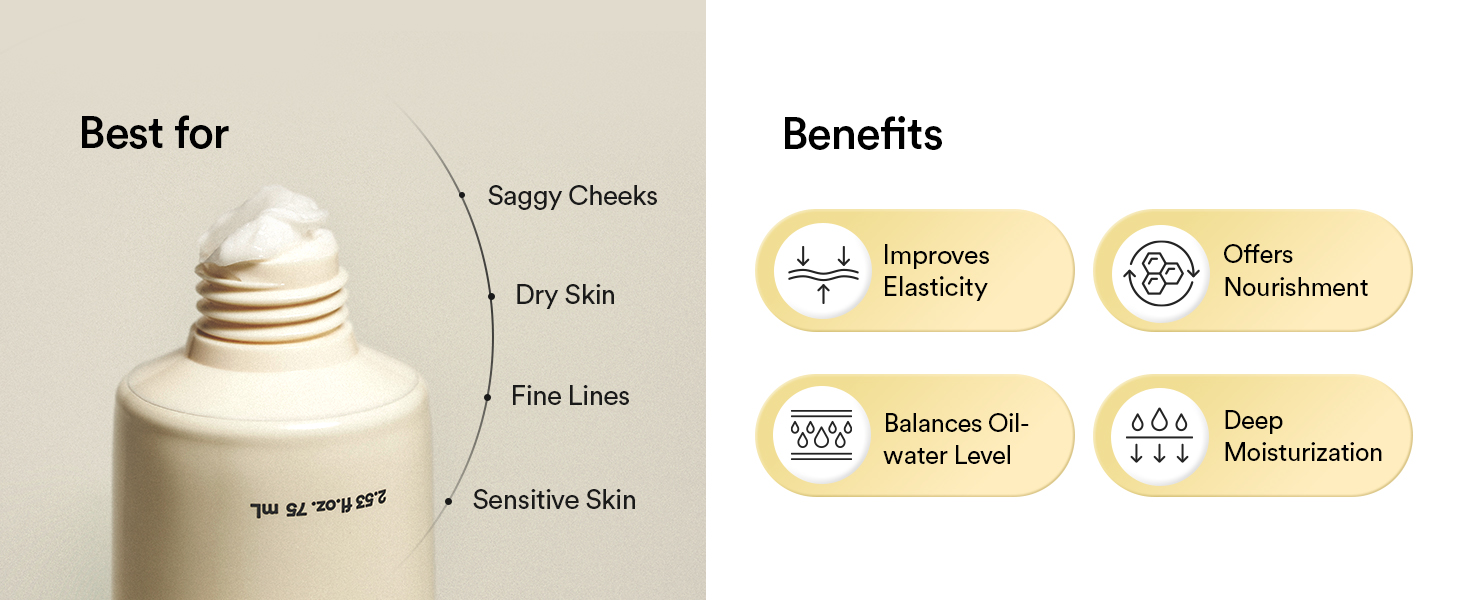 Best for
Saggy Cheeks
Dry Skin
Fine Lines
Sensitive Skin
2.53 fl.oz. 75 mL
Benefits
Improves
Elasticity
Offers
Nourishment
Balances Oil-
water Level
Deep
Moisturization